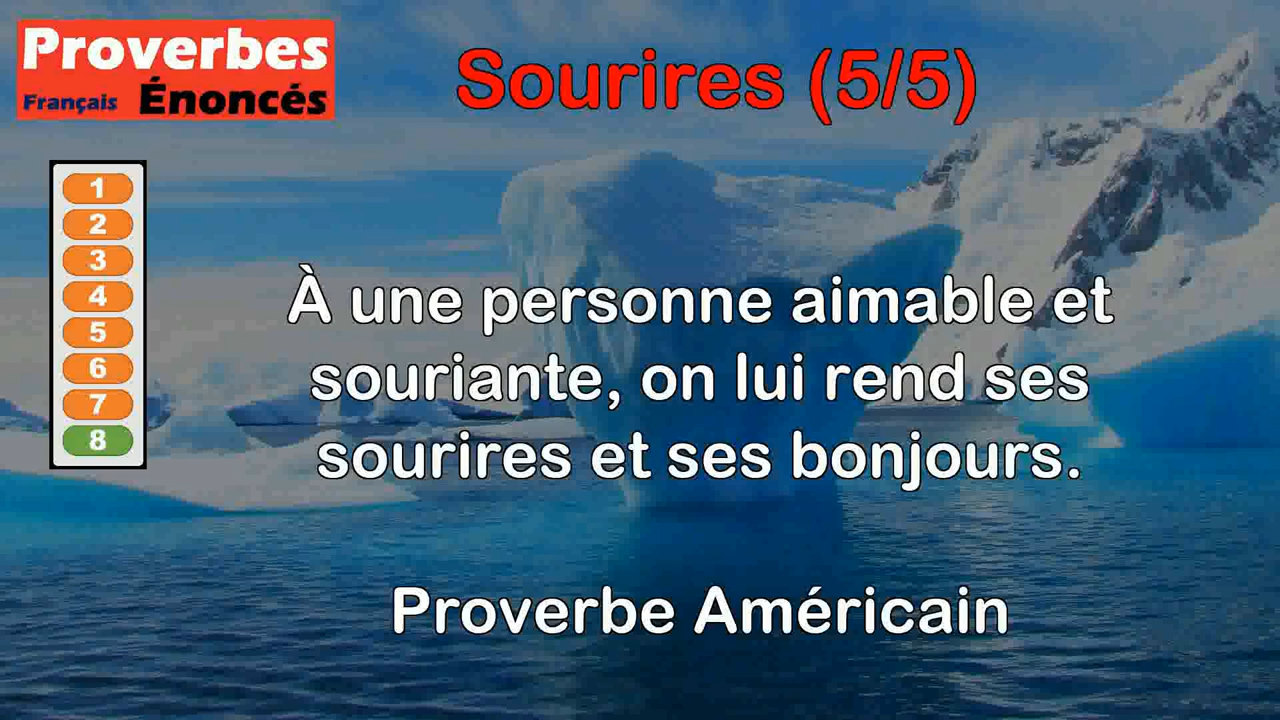 Proverbes
Français Énoncés
Sourires (5/5)
1
2
3
4
5
6
7
8
À une personne aimable et
souriante, on lui rend ses
sourires et ses bonjours.
Proverbe Américain